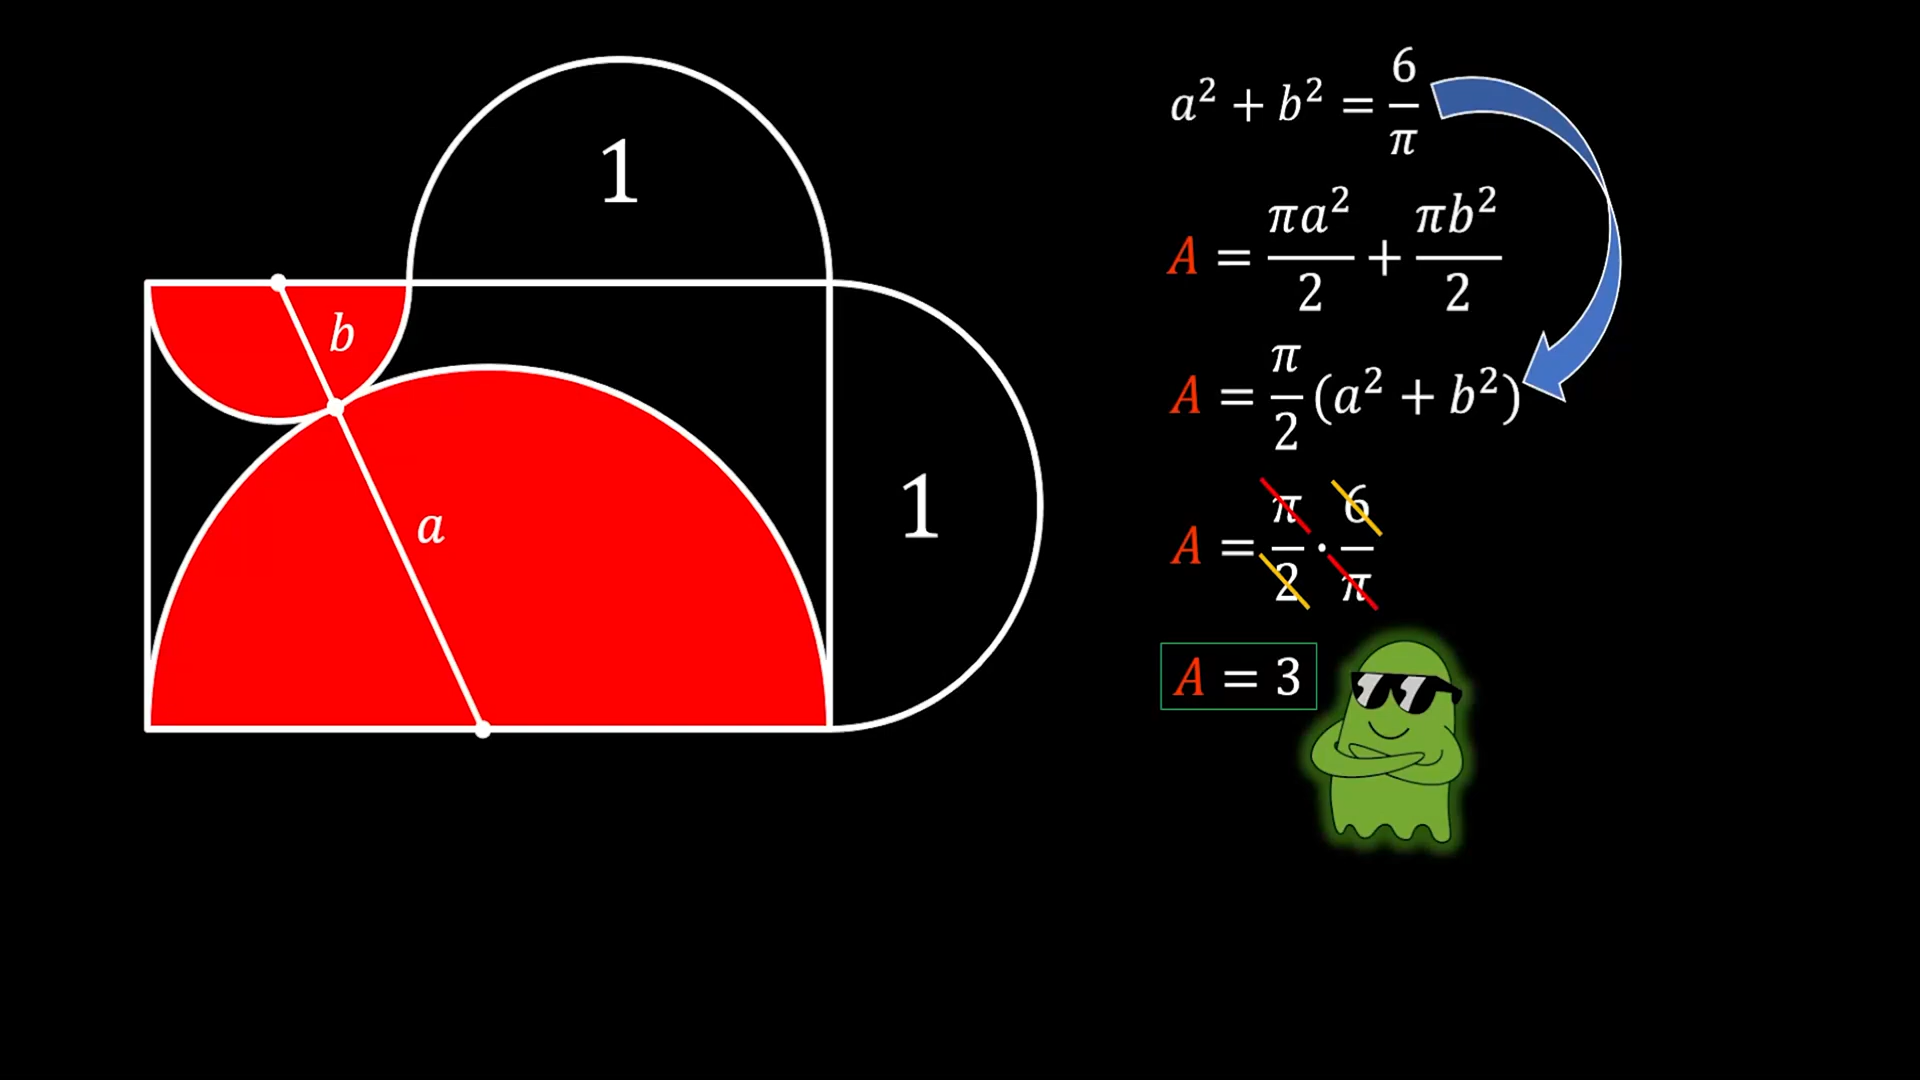 1
b
a
1
a² + b² = 6/π
A = πa²/2 + πb²/2
A = π/2 (a² + b²)
A = π/2 · 6/π
A = 3